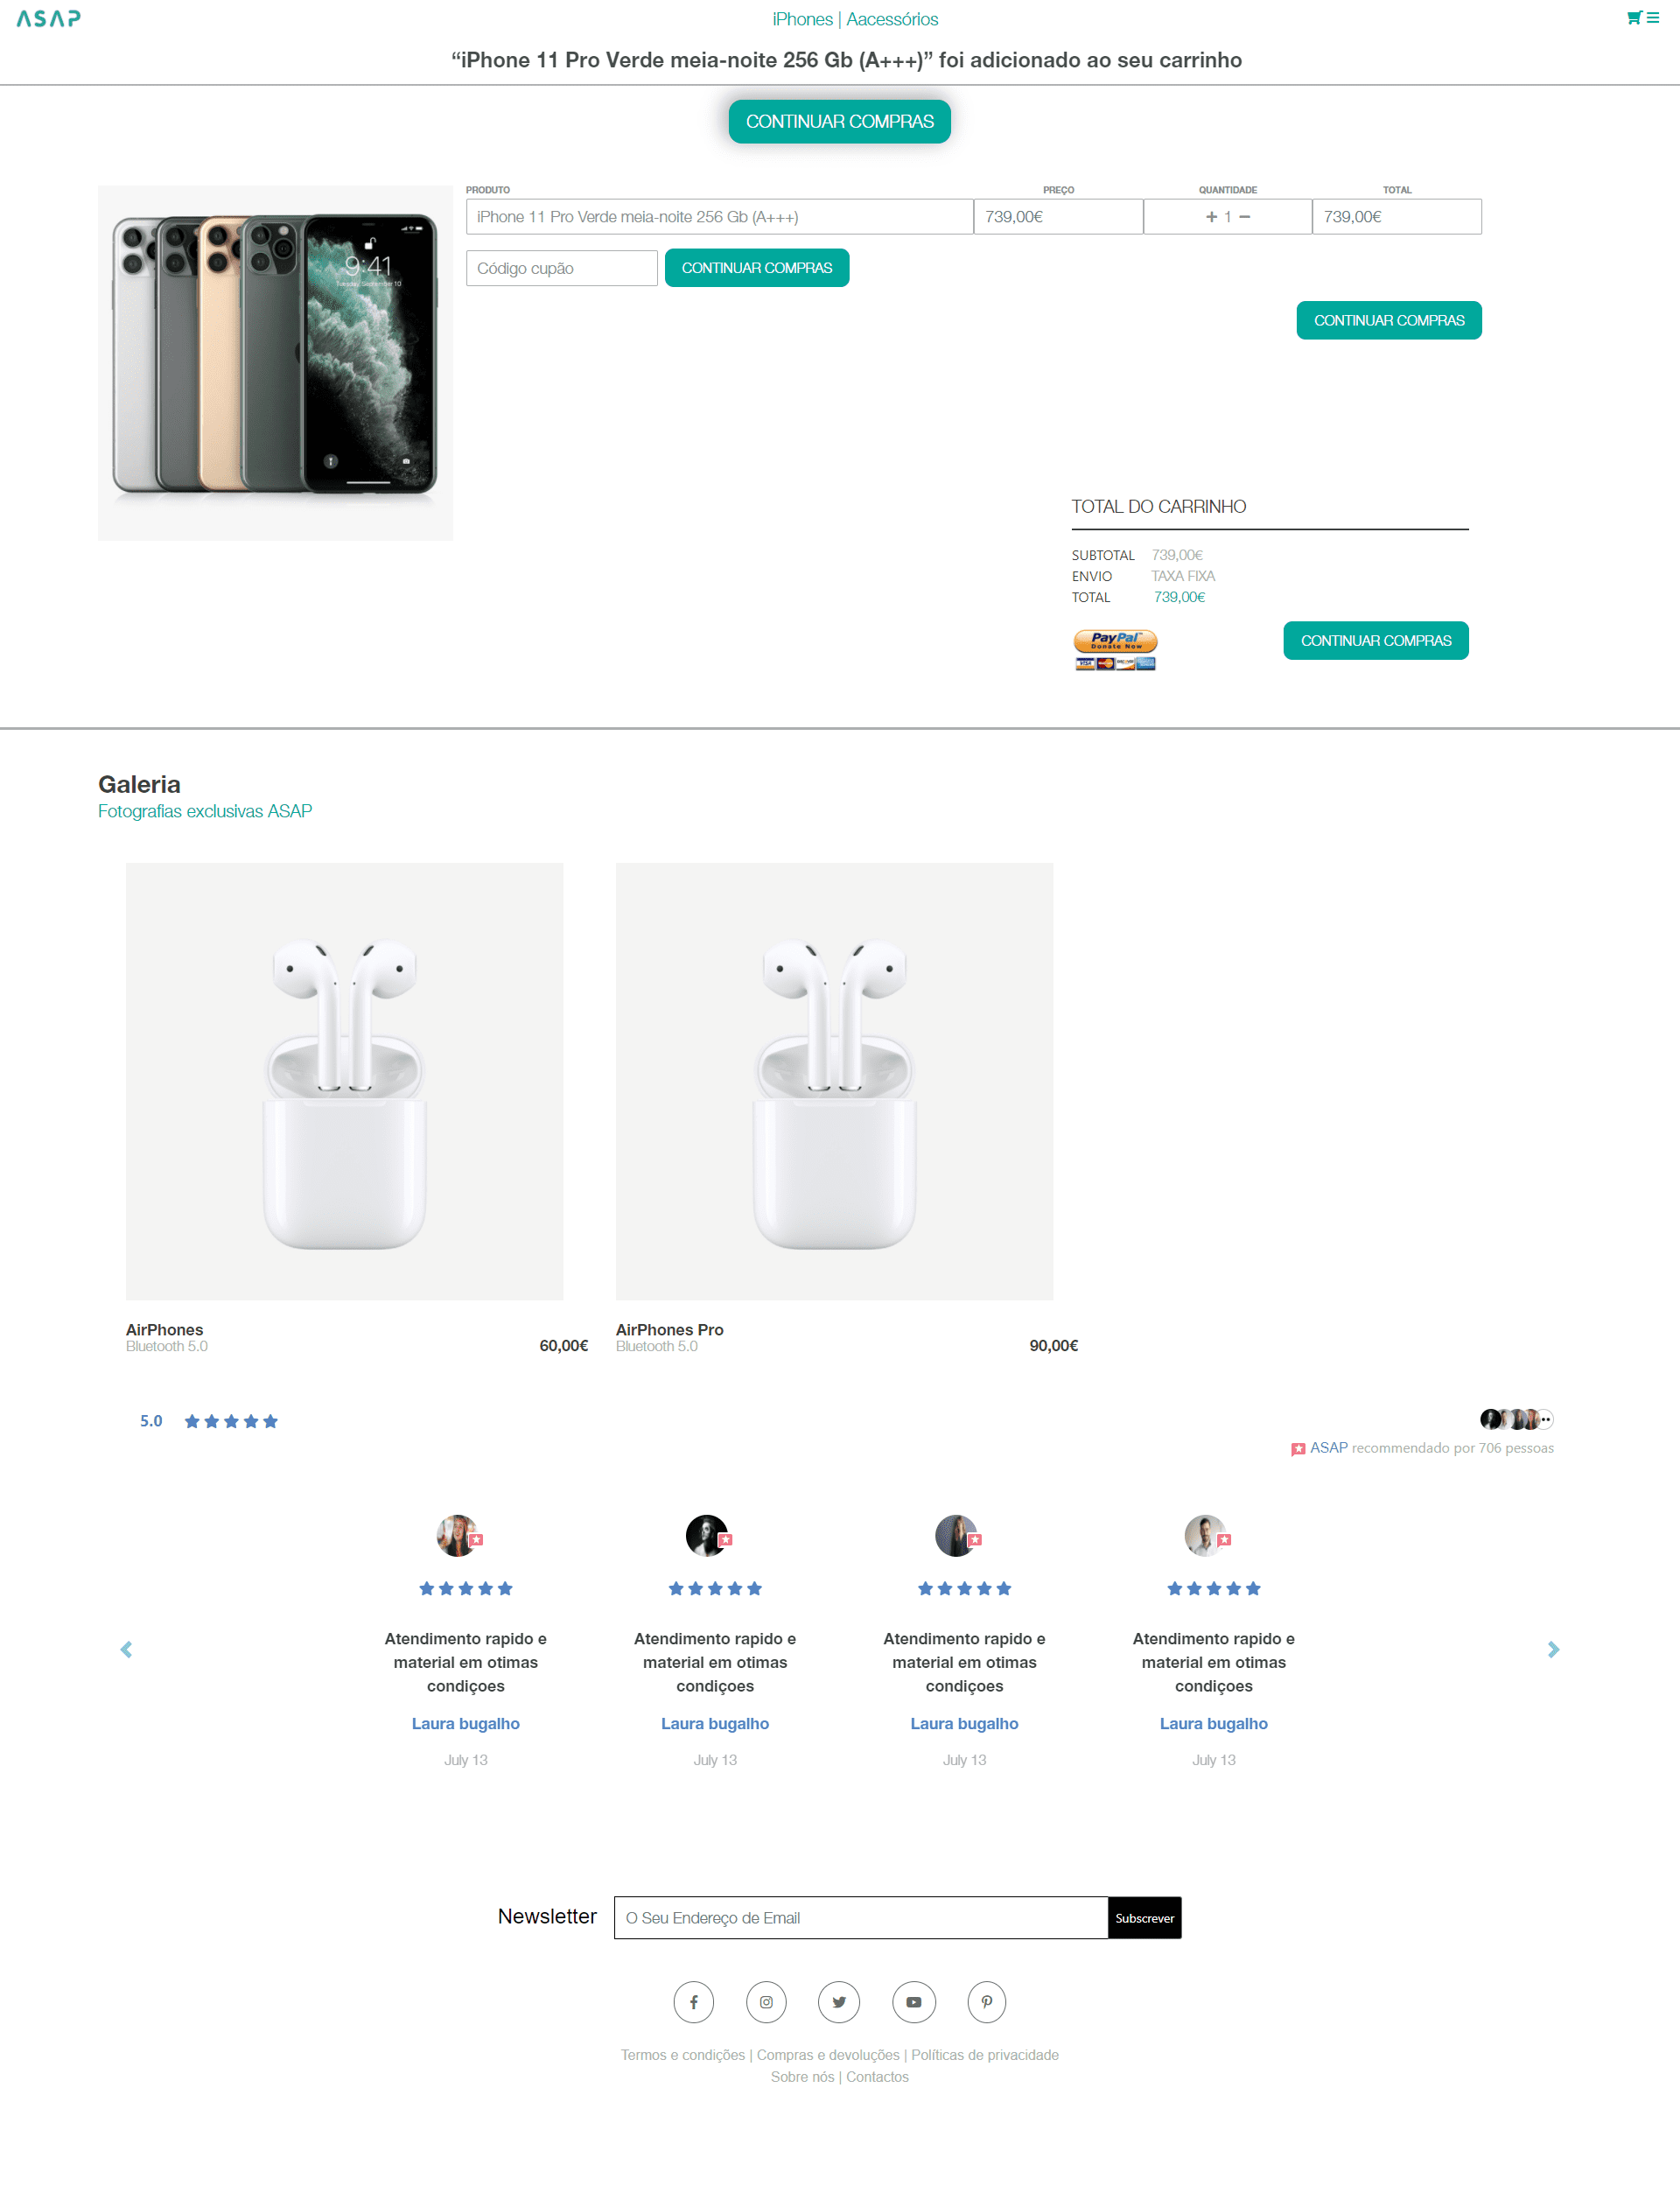 ASAP
iPhones | Aacessórios
“iPhone 11 Pro Verde meia-noite 256 Gb (A+++)” foi adicionado ao seu carrinho
CONTINUAR COMPRAS
PRODUTO PREÇO QUANTIDADE TOTAL
iPhone 11 Pro Verde meia-noite 256 Gb (A+++) 739,00€ + 1 − 739,00€
Código cupão CONTINUAR COMPRAS
CONTINUAR COMPRAS
9:41
Tuesday, September 10
TOTAL DO CARRINHO
SUBTOTAL 739,00€
ENVIO TAXA FIXA
TOTAL 739,00€
PayPal
Donate Now
VISA
CONTINUAR COMPRAS
Galeria
Fotografias exclusivas ASAP
AirPhones
Bluetooth 5.0 60,00€
AirPhones Pro
Bluetooth 5.0 90,00€
5.0
ASAP recommendado por 706 pessoas
Atendimento rapido e
material em otimas
condiçoes
Laura bugalho
July 13
Atendimento rapido e
material em otimas
condiçoes
Laura bugalho
July 13
Atendimento rapido e
material em otimas
condiçoes
Laura bugalho
July 13
Atendimento rapido e
material em otimas
condiçoes
Laura bugalho
July 13
Newsletter O Seu Endereço de Email Subscrever
Termos e condições | Compras e devoluções | Políticas de privacidade
Sobre nós | Contactos